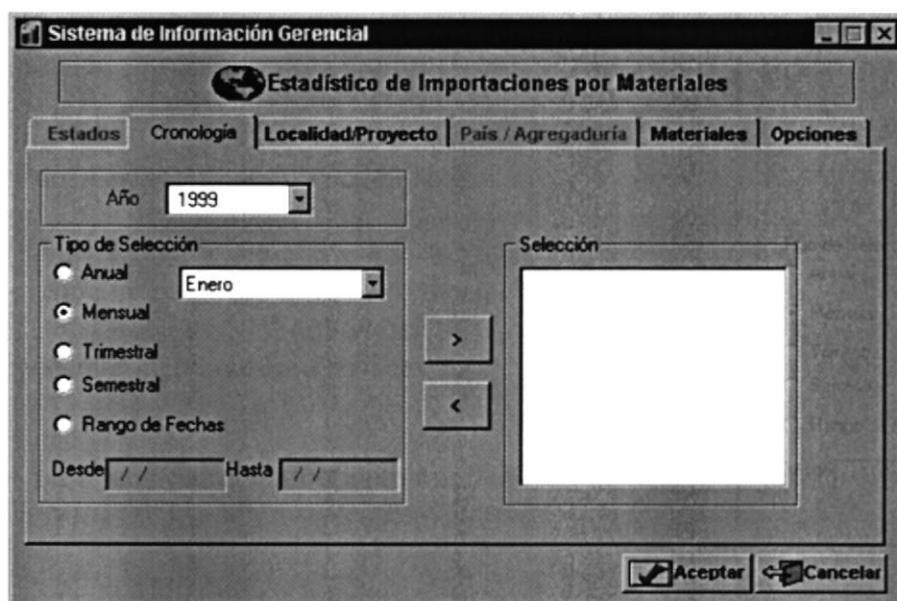 Sistema de Información Gerencial
Estadístico de Importaciones por Materiales
Estados Cronología Localidad/Proyecto País / Agregaduría Materiales Opciones
Año 1999
Tipo de Selección
Selección
Anual Enero
Mensual
>
Trimestral
Semestral
<
Rango de Fechas
Desde / / Hasta / /
Aceptar Cancelar